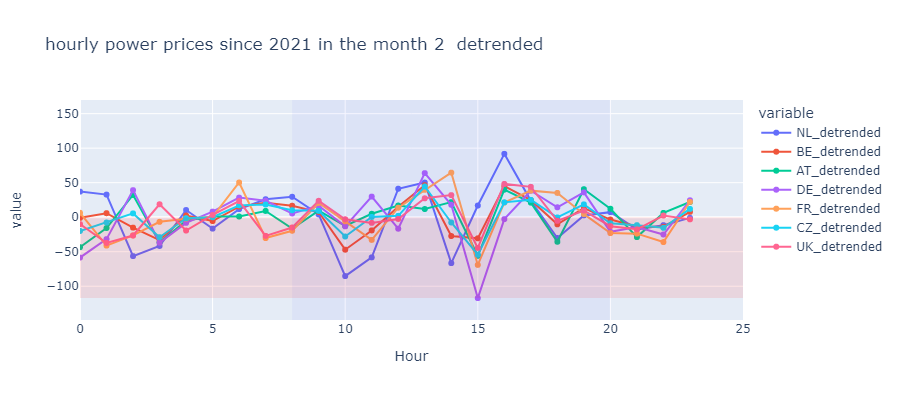 hourly power prices since 2021 in the month 2  detrended
variable
NL_detrended
BE_detrended
AT_detrended
DE_detrended
FR_detrended
CZ_detrended
UK_detrended
value
150
100
50
0
−50
−100
0 5 10 15 20 25
Hour